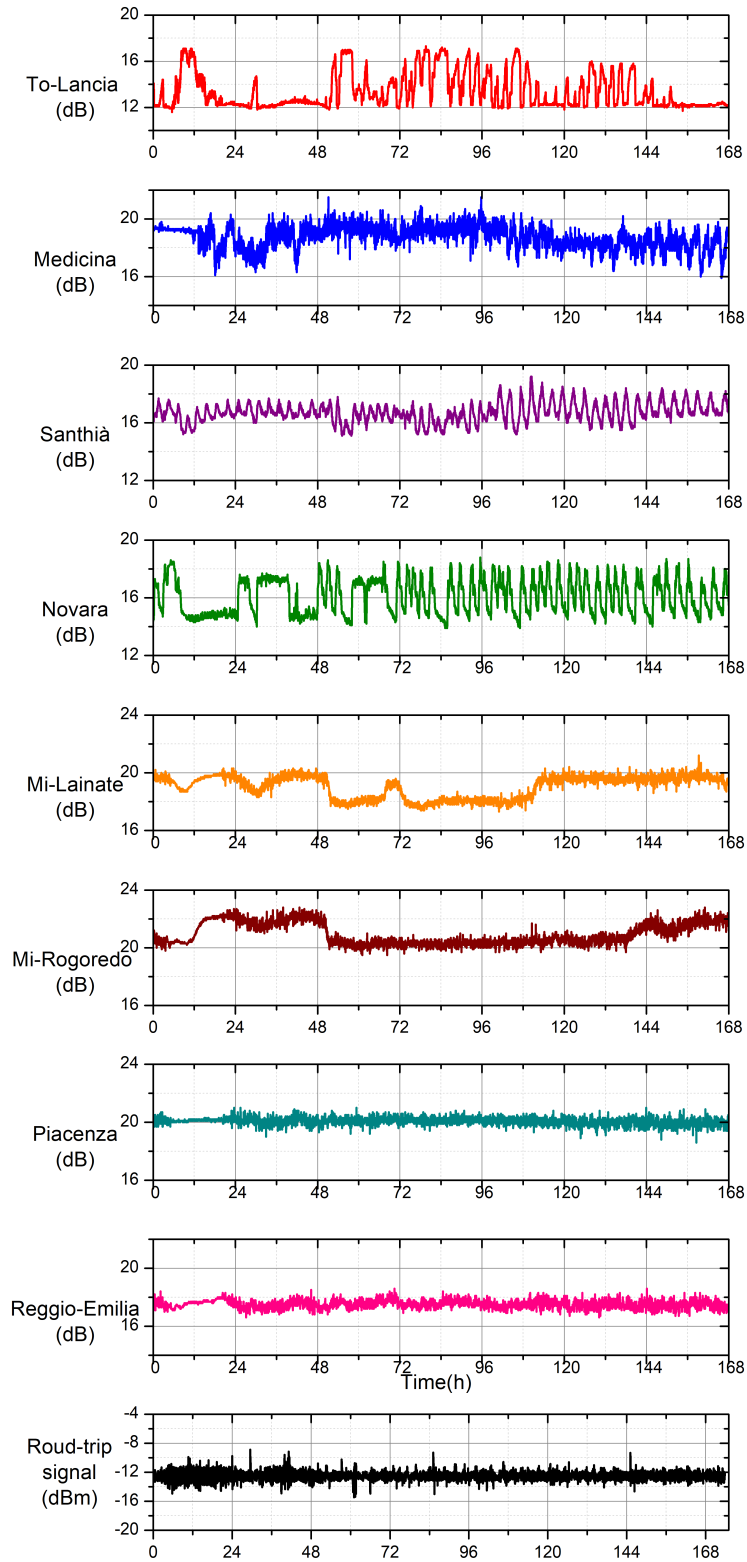 20
16
12
To-Lancia
(dB)
0 24 48 72 96 120 144 168
20
16
Medicina
(dB)
0 24 48 72 96 120 144 168
20
16
12
Santhià
(dB)
0 24 48 72 96 120 144 168
20
16
12
Novara
(dB)
0 24 48 72 96 120 144 168
24
20
16
Mi-Lainate
(dB)
0 24 48 72 96 120 144 168
24
20
16
Mi-Rogoredo
(dB)
0 24 48 72 96 120 144 168
24
20
16
Piacenza
(dB)
0 24 48 72 96 120 144 168
20
16
Reggio-Emilia
(dB)
0 24 48 72 96 120 144 168
Time(h)
-4
-8
-12
-16
-20
Roud-trip
signal
(dBm)
0 24 48 72 96 120 144 168